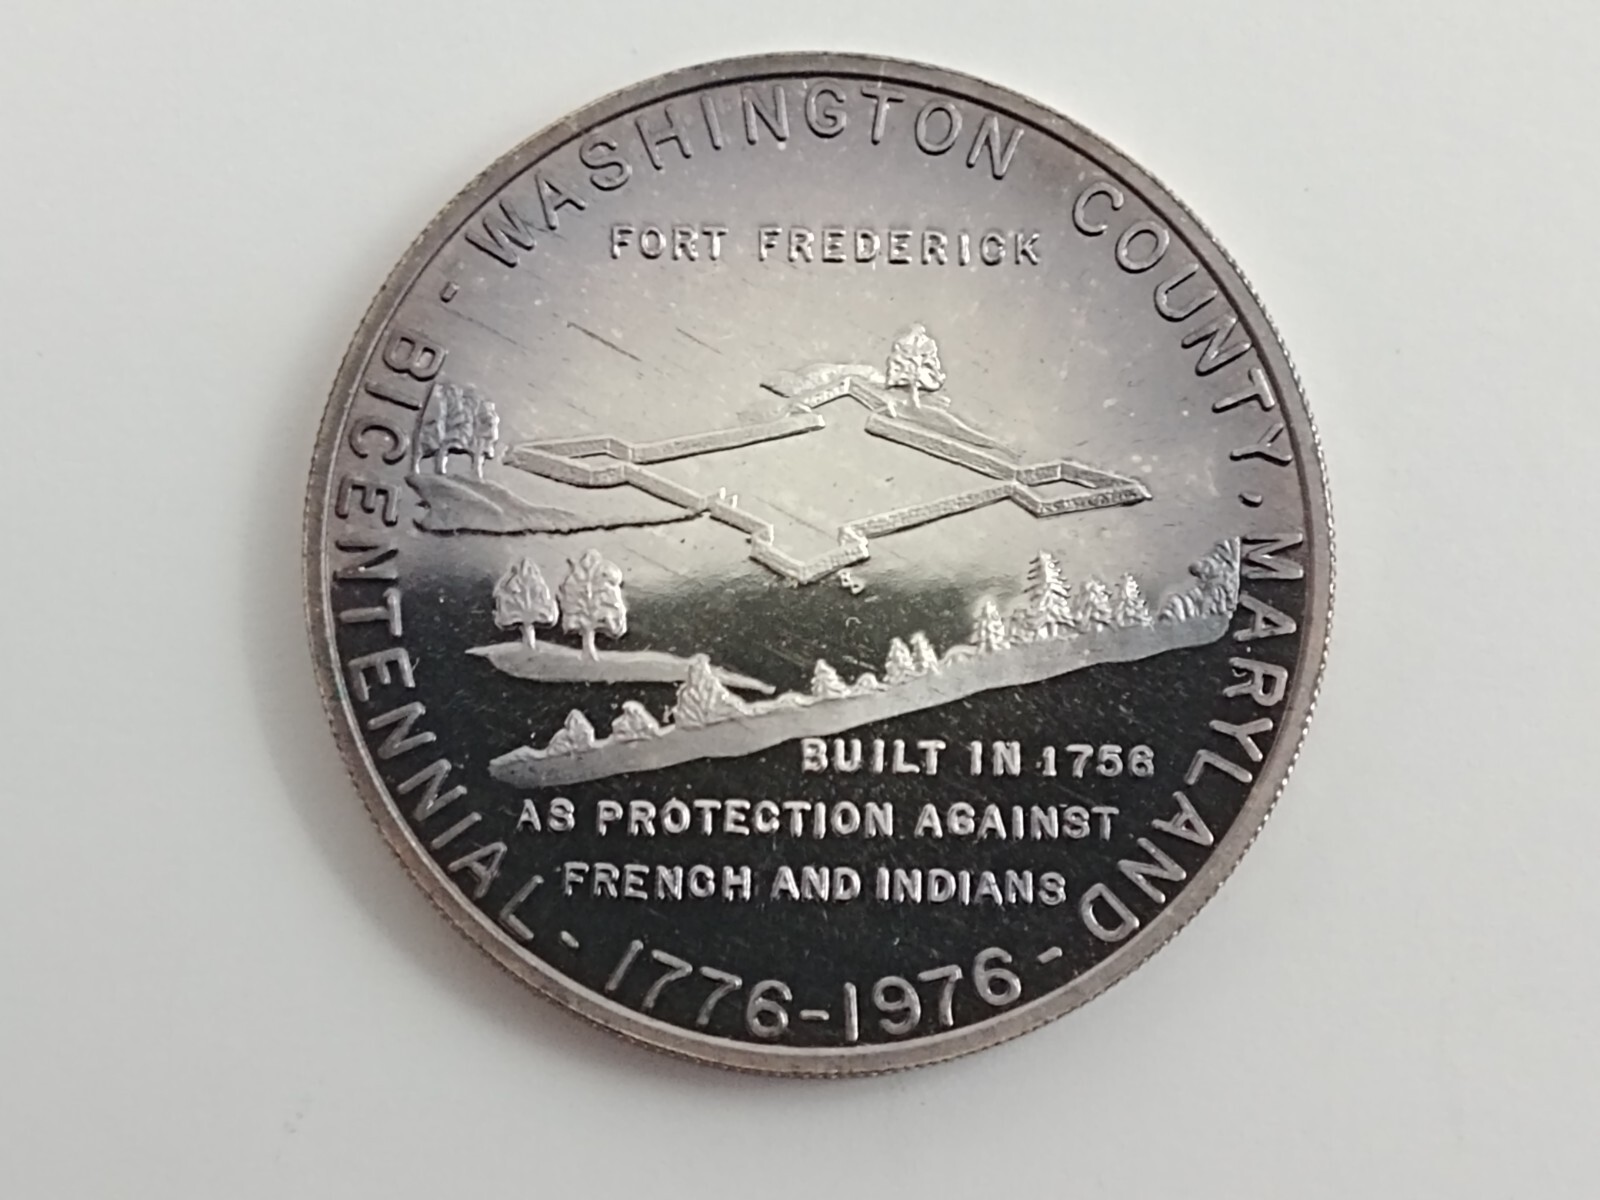 WASHINGTON COUNTY · MARYLAND - 1776-1976 - BICENTENNIAL -
FORT FREDERICK
BUILT IN 1756
AS PROTECTION AGAINST
FRENCH AND INDIANS